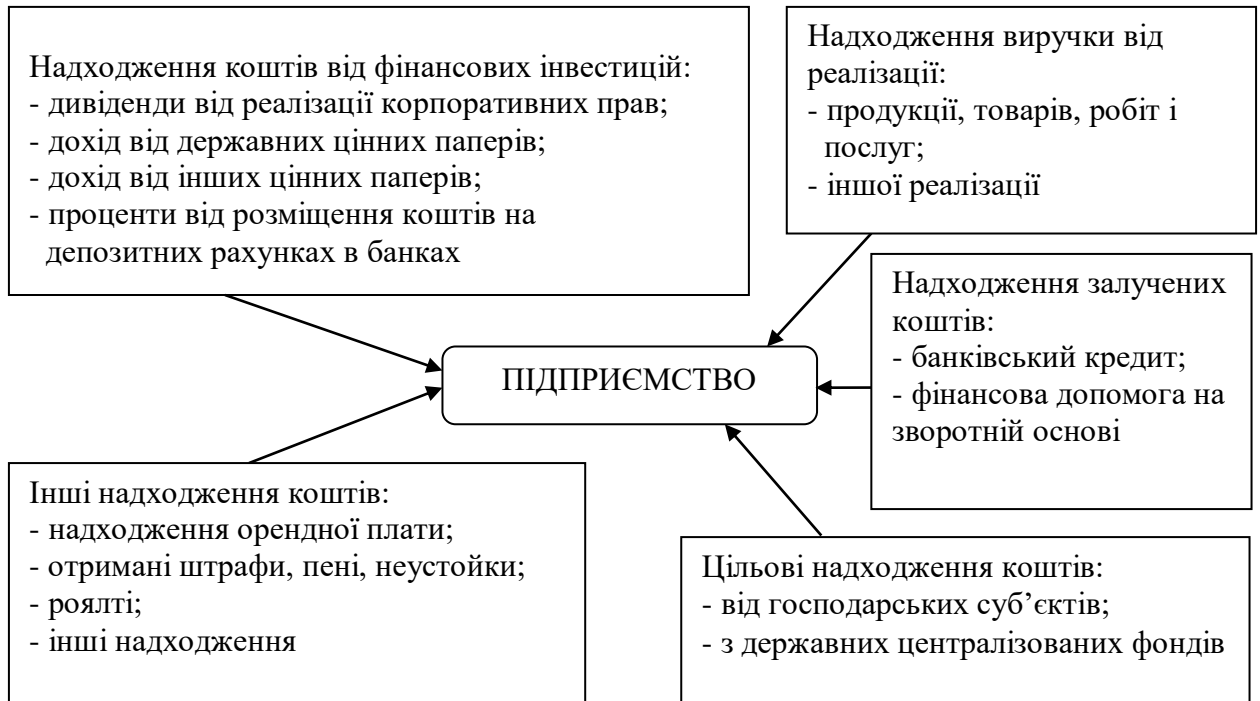 Надходження коштів від фінансових інвестицій:
- дивіденди від реалізації корпоративних прав;
- дохід від державних цінних паперів;
- дохід від інших цінних паперів;
- проценти від розміщення коштів на
депозитних рахунках в банках
Надходження виручки від
реалізації:
- продукції, товарів, робіт і
послуг;
- іншої реалізації
Надходження залучених
коштів:
- банківський кредит;
- фінансова допомога на
зворотній основі
ПІДПРИЄМСТВО
Інші надходження коштів:
- надходження орендної плати;
- отримані штрафи, пені, неустойки;
- роялті;
- інші надходження
Цільові надходження коштів:
- від господарських суб’єктів;
- з державних централізованих фондів